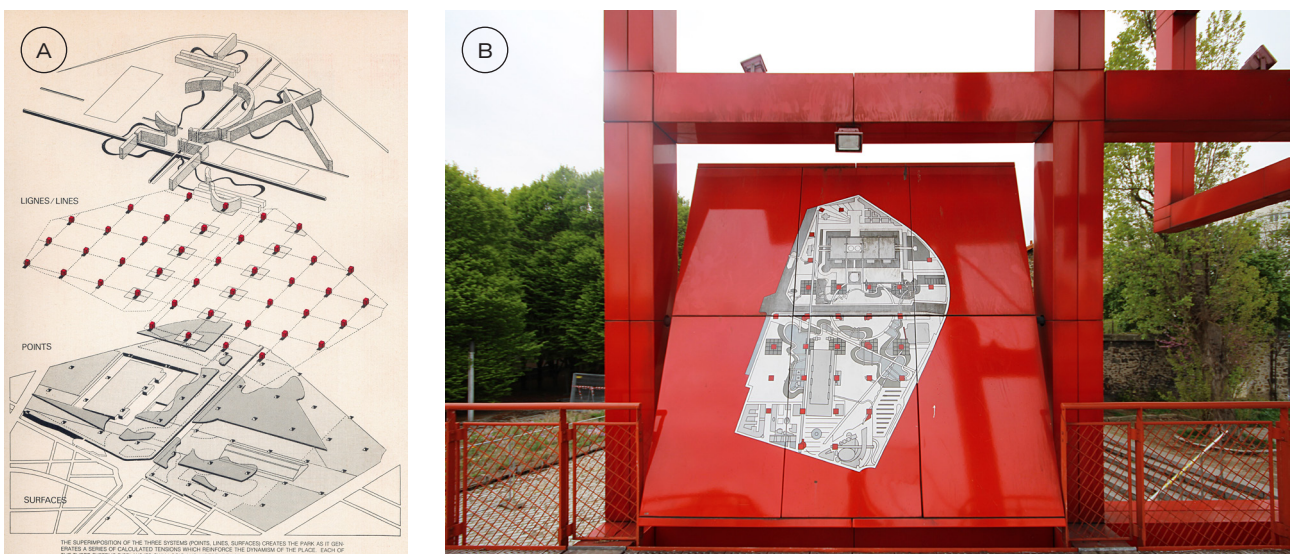 A
B
LIGNES/LINES
POINTS
SURFACES
THE SUPERIMPOSITION OF THE THREE SYSTEMS (POINTS, LINES, SURFACES) CREATES THE PARK AS IT GEN-
ERATES A SERIES OF CALCULATED TENSIONS WHICH REINFORCE THE DYNAMISM OF THE PLACE. EACH OF